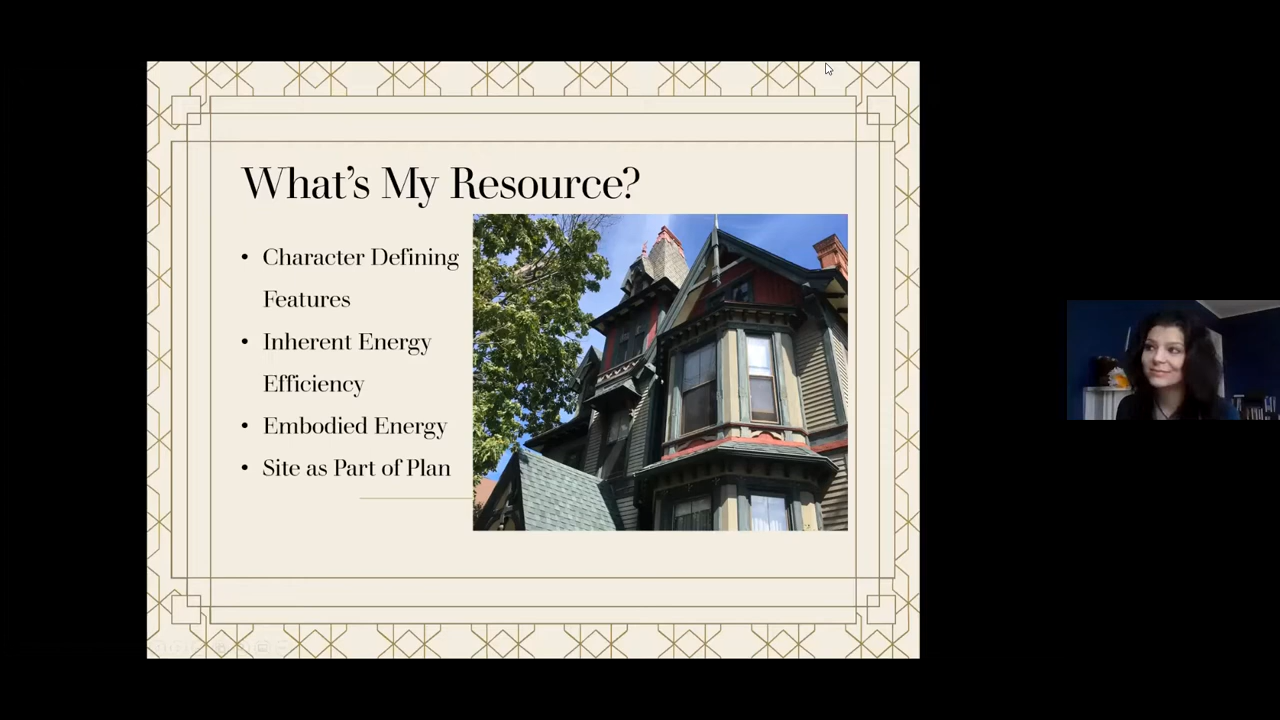 What's My Resource?
• Character Defining
Features
• Inherent Energy
Efficiency
• Embodied Energy
• Site as Part of Plan